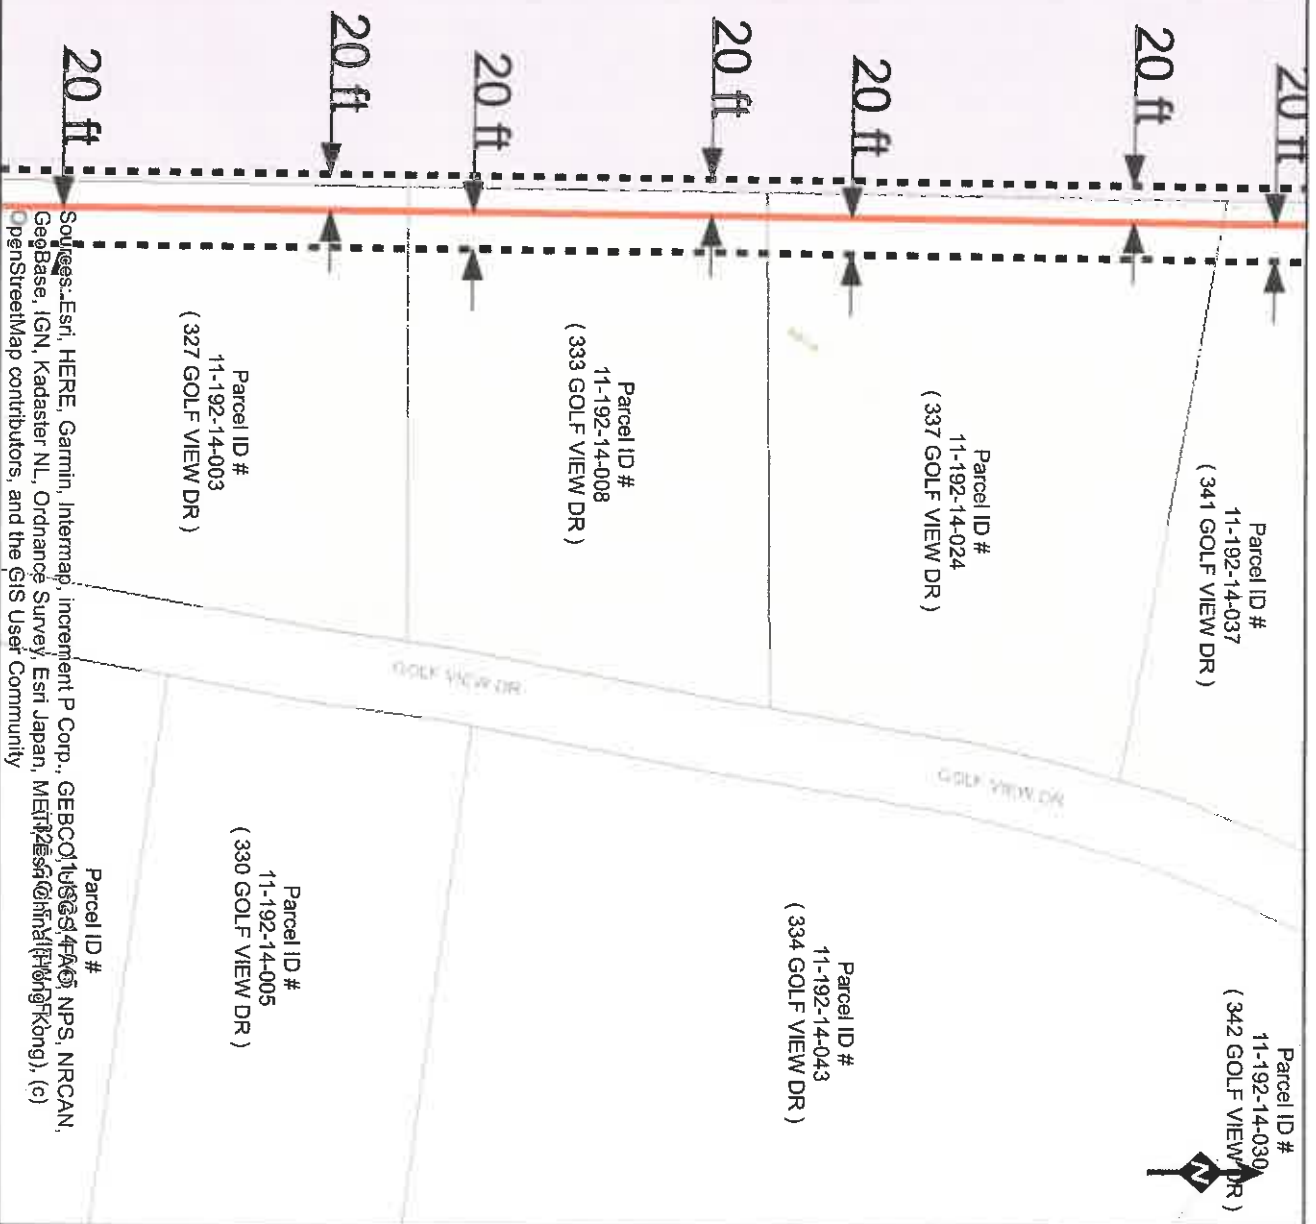 20 ft
Parcel ID #
11-192-14-037
( 341 GOLF VIEW DR )
Parcel ID #
11-192-14-030
( 342 GOLF VIEW DR )
N
20 ft
GOLF VIEW DR
Parcel ID #
11-192-14-024
( 337 GOLF VIEW DR )
20 ft
Parcel ID #
11-192-14-043
( 334 GOLF VIEW DR )
20 ft
Parcel ID #
11-192-14-008
( 333 GOLF VIEW DR )
20 ft
GOLF VIEW DR
20 ft
Parcel ID #
11-192-14-005
( 330 GOLF VIEW DR )
Parcel ID #
11-192-14-003
( 327 GOLF VIEW DR )
20 ft
Parcel ID #
Sources: Esri, HERE, Garmin, Intermap, increment P Corp., GEBCO, USGS, FAO, NPS, NRCAN,
GeoBase, IGN, Kadaster NL, Ordnance Survey, Esri Japan, METI, Esri China (Hong Kong), (c)
OpenStreetMap contributors, and the GIS User Community